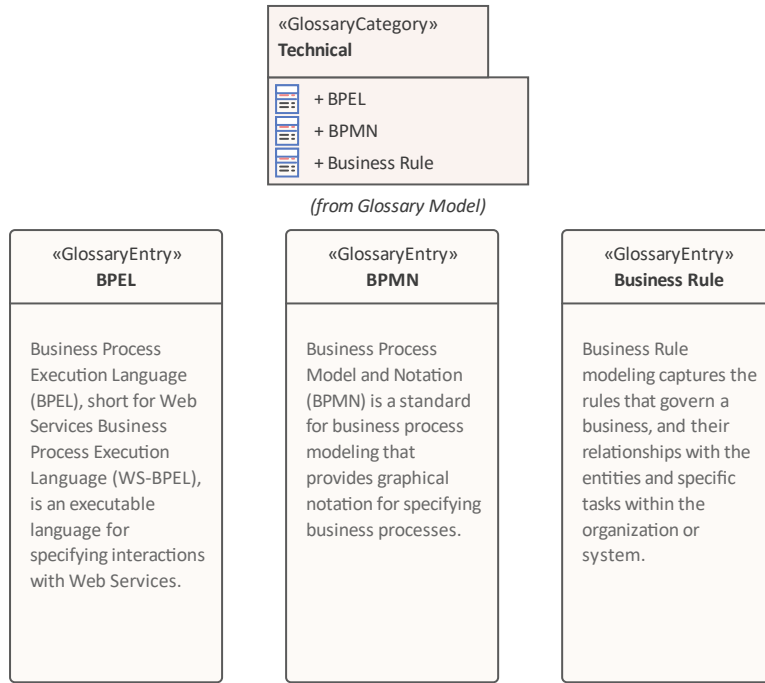 «GlossaryCategory»
Technical
+ BPEL
+ BPMN
+ Business Rule
(from Glossary Model)
«GlossaryEntry»
BPEL
Business Process
Execution Language
(BPEL), short for Web
Services Business
Process Execution
Language (WS-BPEL),
is an executable
language for
specifying interactions
with Web Services.
«GlossaryEntry»
BPMN
Business Process
Model and Notation
(BPMN) is a standard
for business process
modeling that
provides graphical
notation for specifying
business processes.
«GlossaryEntry»
Business Rule
Business Rule
modeling captures the
rules that govern a
business, and their
relationships with the
entities and specific
tasks within the
organization or
system.